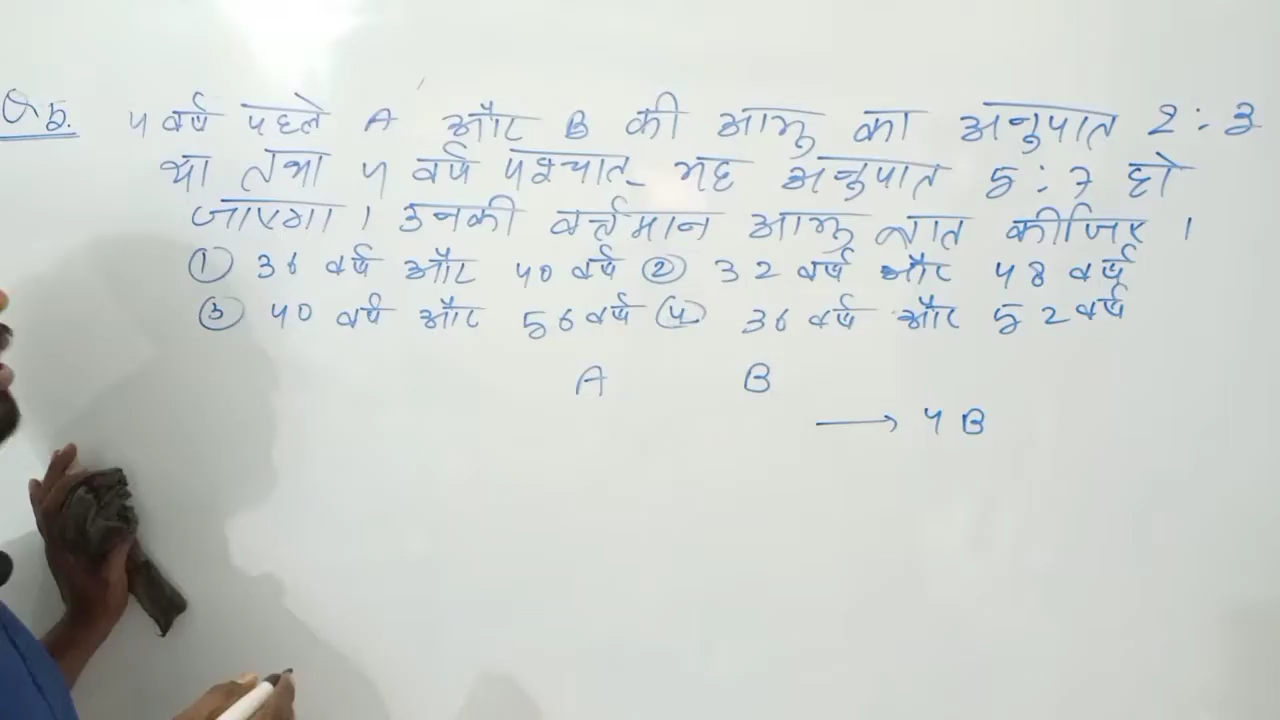 Q5. 4 वर्ष पहले A और B की आयु का अनुपात 2:3
था तथा 4 वर्ष पश्चात यह अनुपात 5:7 हो
जाएगा। उनकी वर्तमान आयु ज्ञात कीजिए।
① 36 वर्ष और 40 वर्ष ② 32 वर्ष और 48 वर्ष
③ 40 वर्ष और 56 वर्ष ④ 36 वर्ष और 52 वर्ष
A B
→ 4 B